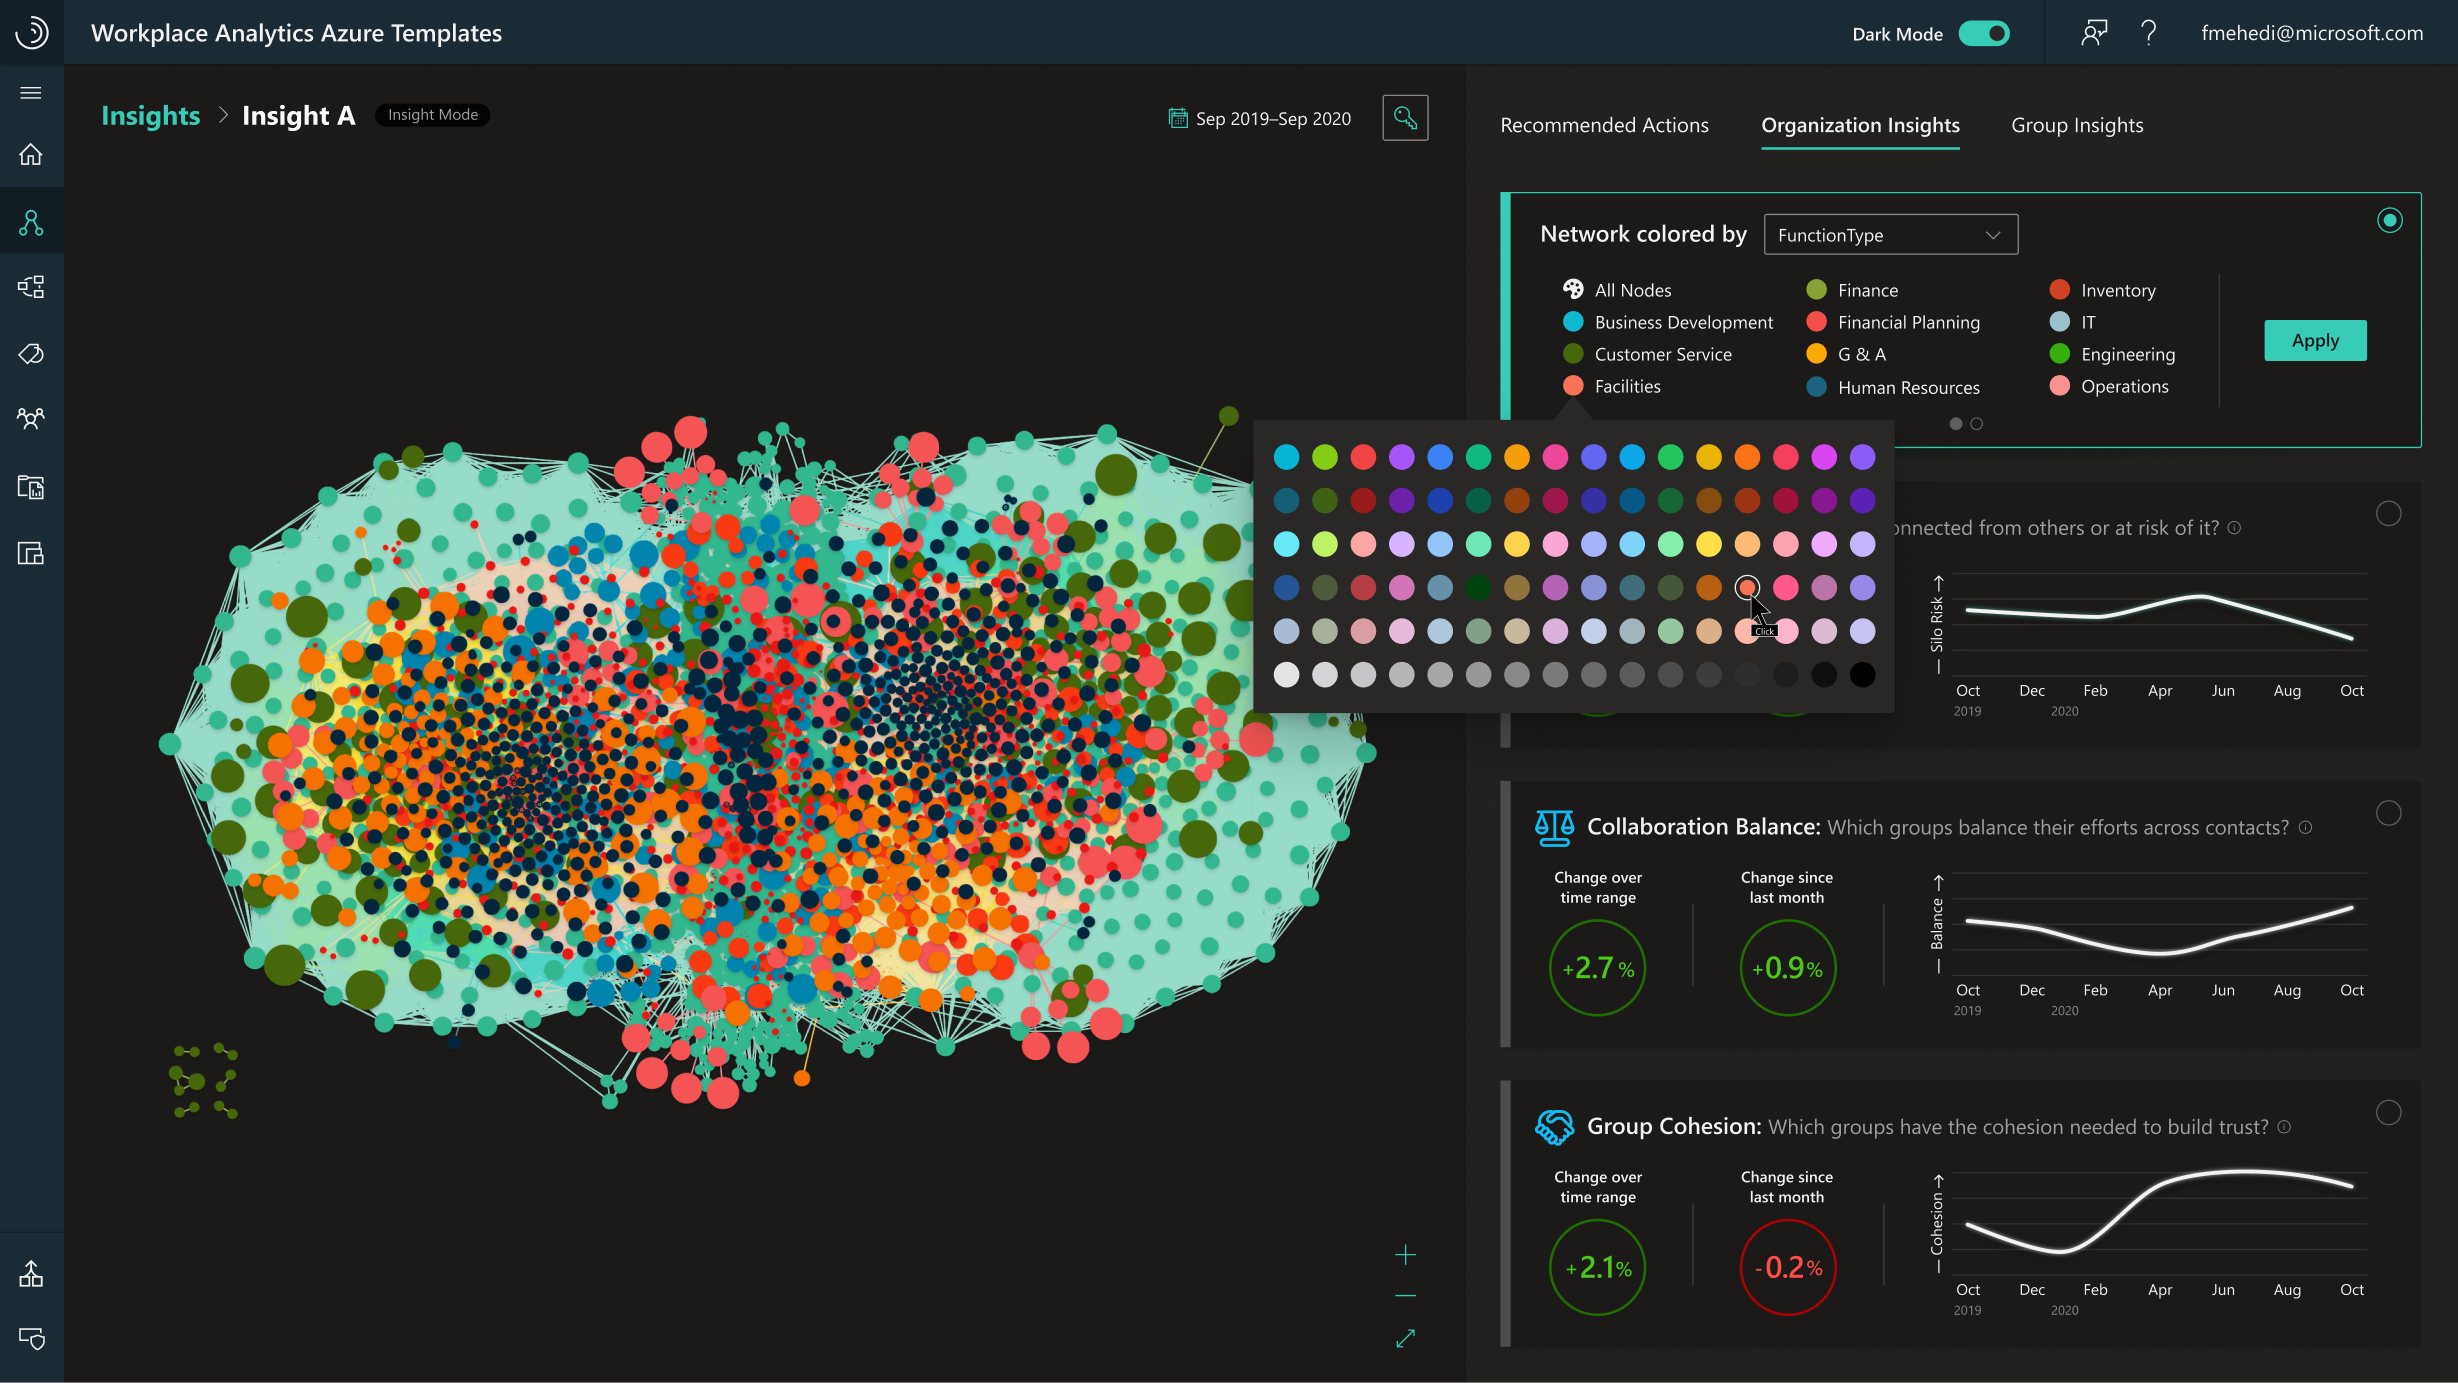 Workplace Analytics Azure Templates
Dark Mode
fmehedi@microsoft.com
Insights > Insight A
Insight Mode
Sep 2019–Sep 2020
Recommended Actions
Organization Insights
Group Insights
Network colored by
FunctionType
All Nodes
Business Development
Customer Service
Facilities
Finance
Financial Planning
G & A
Human Resources
Inventory
IT
Engineering
Operations
Apply
Click
onnected from others or at risk of it?
Silo Risk
Oct Dec Feb Apr Jun Aug Oct
2019 2020
Collaboration Balance: Which groups balance their efforts across contacts?
Change over
time range
+2.7 %
Change since
last month
+0.9 %
Balance
Oct Dec Feb Apr Jun Aug Oct
2019 2020
Group Cohesion: Which groups have the cohesion needed to build trust?
Change over
time range
+2.1%
Change since
last month
-0.2 %
Cohesion
Oct Dec Feb Apr Jun Aug Oct
2019 2020